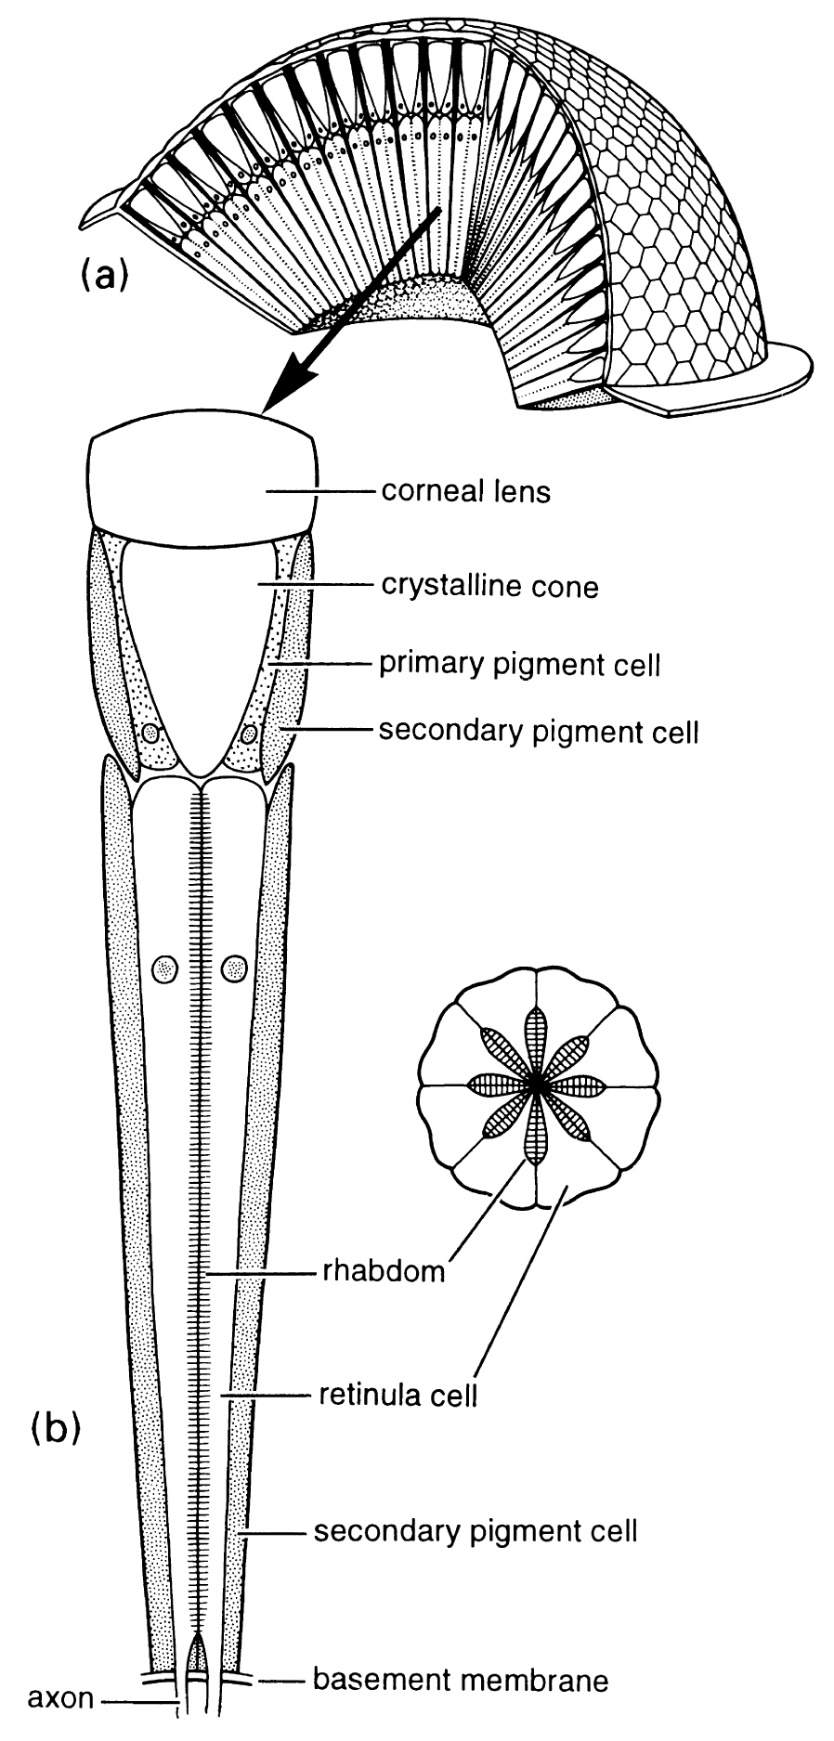 (a)
corneal lens
crystalline cone
primary pigment cell
secondary pigment cell
rhabdom
retinula cell
(b)
secondary pigment cell
basement membrane
axon